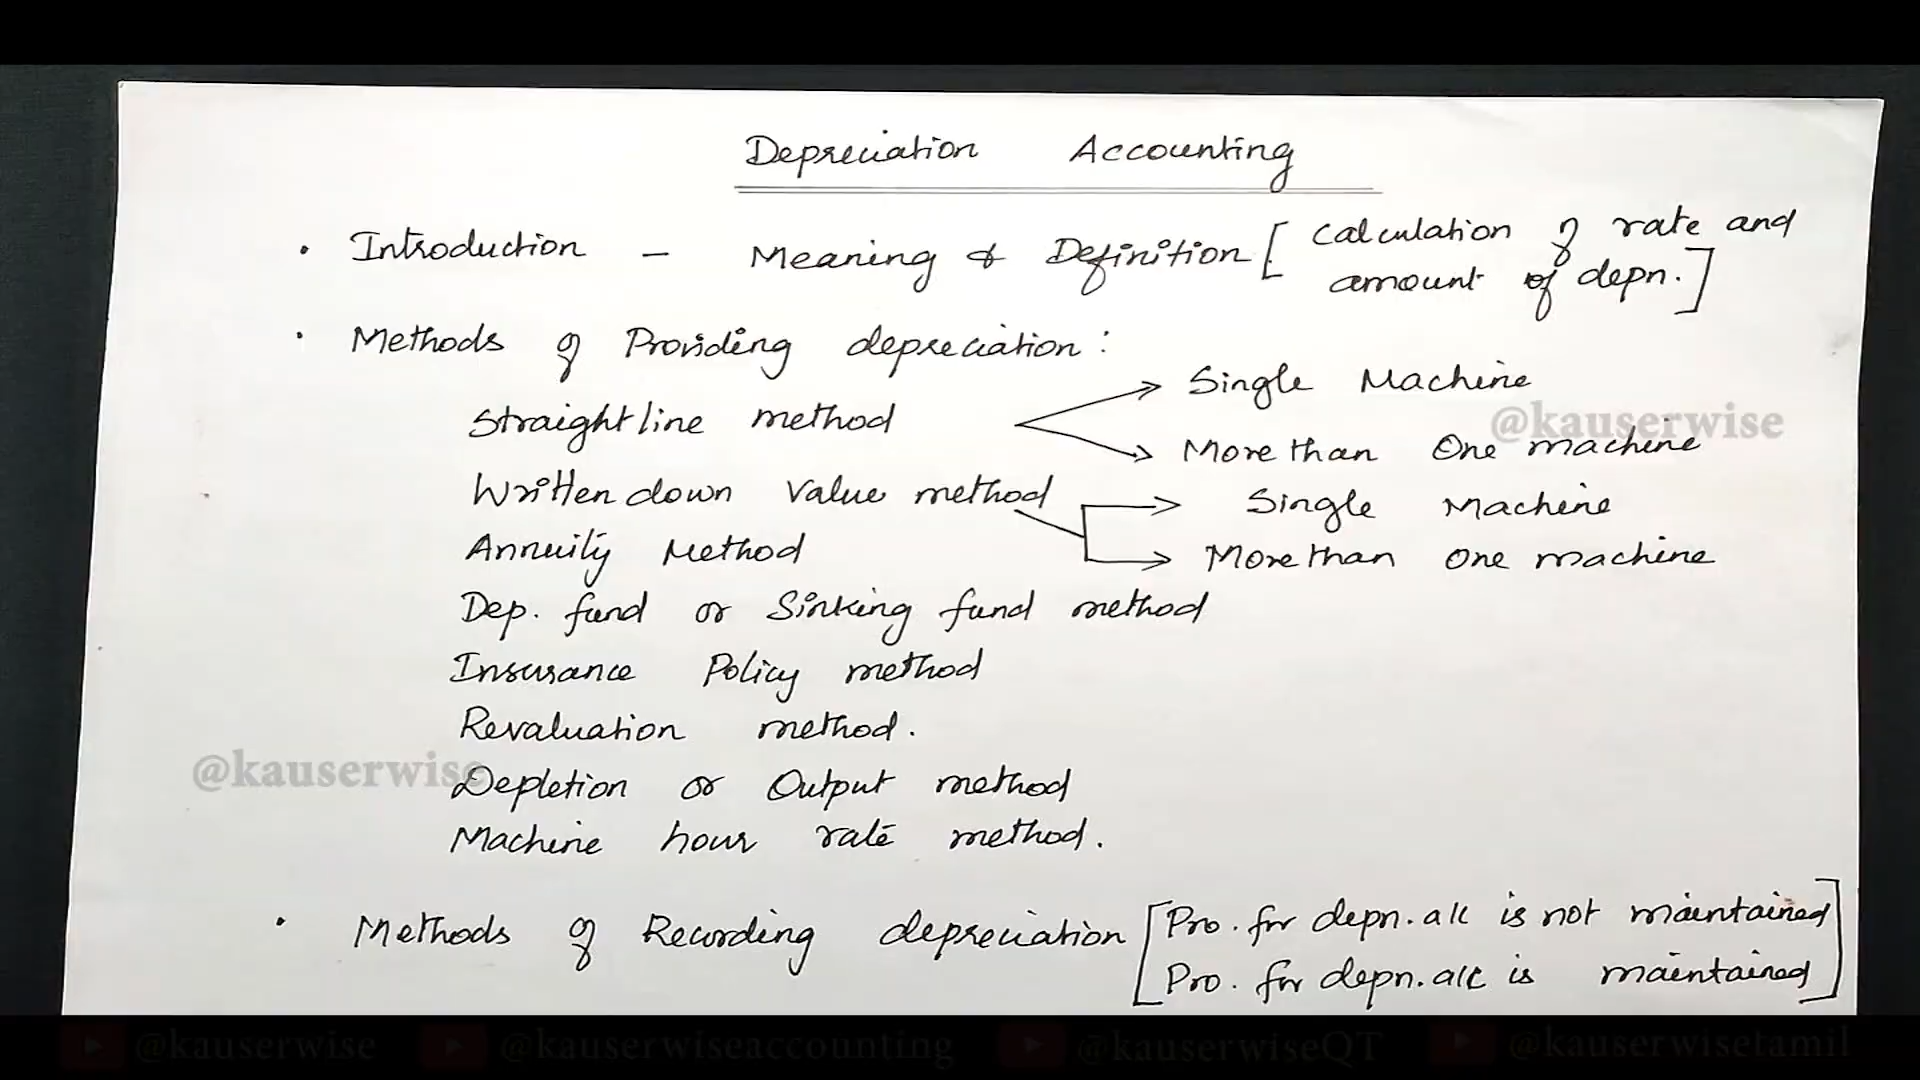 Depreciation Accounting
• Introduction – Meaning & Definition [ Calculation of rate and
amount of depn. ]
• Methods of Providing depreciation :
Straightline method
Single Machine
More than One machine
@kauserwise
Written down Value method
Single Machine
More than One machine
Annuity Method
Dep. fund or Sinking fund method
Insurance Policy method
Revaluation method.
@kauserwise
Depletion or Output method
Machine hour rate method.
• Methods of Recording depreciation [ Pro. for depn. a/c is not maintained
Pro. for depn. a/c is maintained ]
@kauserwise @kauserwiseaccounting @kauserwiseQT @kauserwisetamil